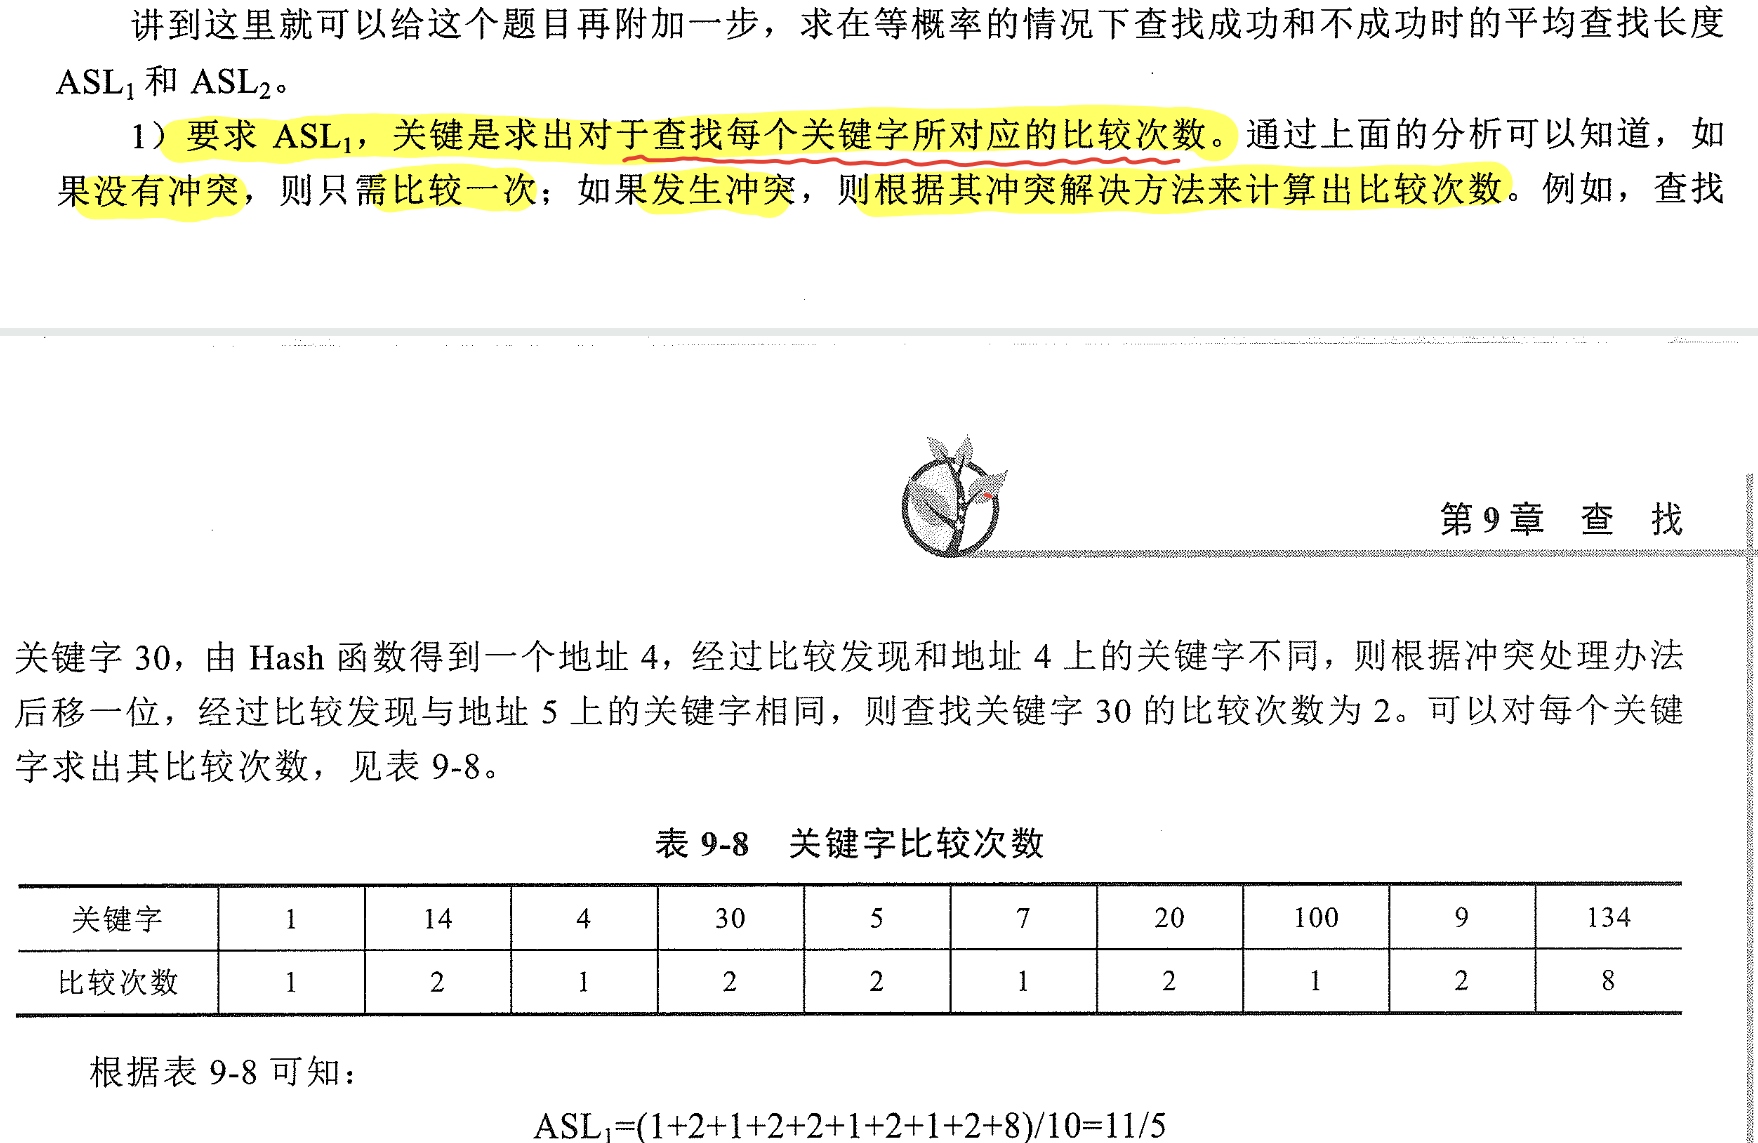 讲到这里就可以给这个题目再附加一步，求在等概率的情况下查找成功和不成功时的平均查找长度
ASL₁ 和 ASL₂。
1）要求 ASL₁，关键是求出对于查找每个关键字所对应的比较次数。通过上面的分析可以知道，如
果没有冲突，则只需比较一次；如果发生冲突，则根据其冲突解决方法来计算出比较次数。例如，查找
第 9 章 查 找
关键字 30，由 Hash 函数得到一个地址 4，经过比较发现和地址 4 上的关键字不同，则根据冲突处理办法
后移一位，经过比较发现与地址 5 上的关键字相同，则查找关键字 30 的比较次数为 2。可以对每个关键
字求出其比较次数，见表 9-8。
表 9-8 关键字比较次数
关键字 1 14 4 30 5 7 20 100 9 134
比较次数 1 2 1 2 2 1 2 1 2 8
根据表 9-8 可知：
ASL₁=(1+2+1+2+2+1+2+1+2+8)/10=11/5